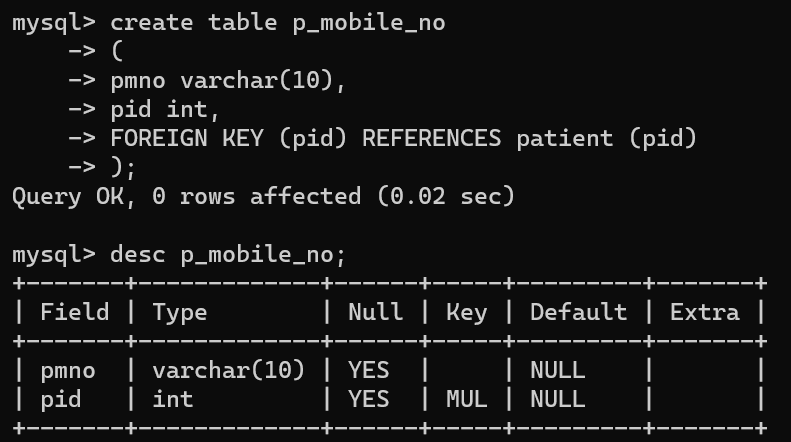 mysql> create table p_mobile_no
    -> (
    -> pmno varchar(10),
    -> pid int,
    -> FOREIGN KEY (pid) REFERENCES patient (pid)
    -> );
Query OK, 0 rows affected (0.02 sec)

mysql> desc p_mobile_no;
+-------+-------------+------+-----+---------+-------+
| Field | Type        | Null | Key | Default | Extra |
+-------+-------------+------+-----+---------+-------+
| pmno  | varchar(10) | YES  |     | NULL    |       |
| pid   | int         | YES  | MUL | NULL    |       |
+-------+-------------+------+-----+---------+-------+